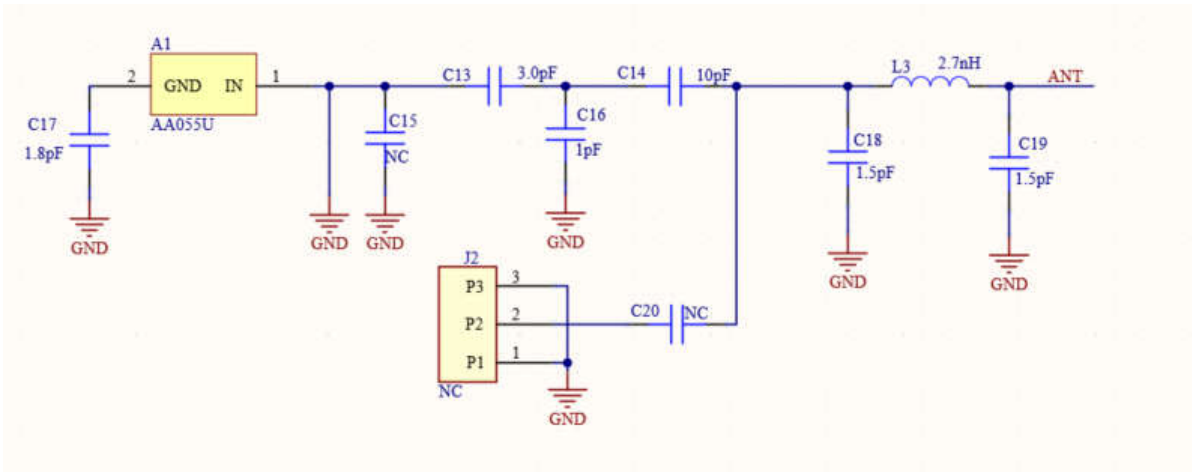 A1
2
GND
IN
1
AA055U
C13
3.0pF
C14
10pF
L3
2.7nH
ANT
C17
1.8pF
C15
NC
C16
1pF
C18
1.5pF
C19
1.5pF
GND
GND
GND
GND
GND
GND
J2
P3
3
P2
2
C20
NC
P1
1
NC
GND